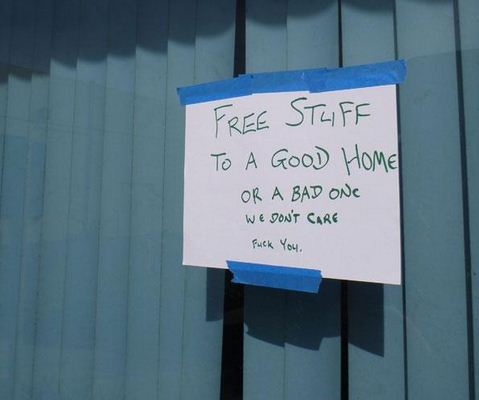 FREE STUFF
TO A GOOD HOME
OR A BAD ONE
WE DON'T CARE
FUCK YOU.